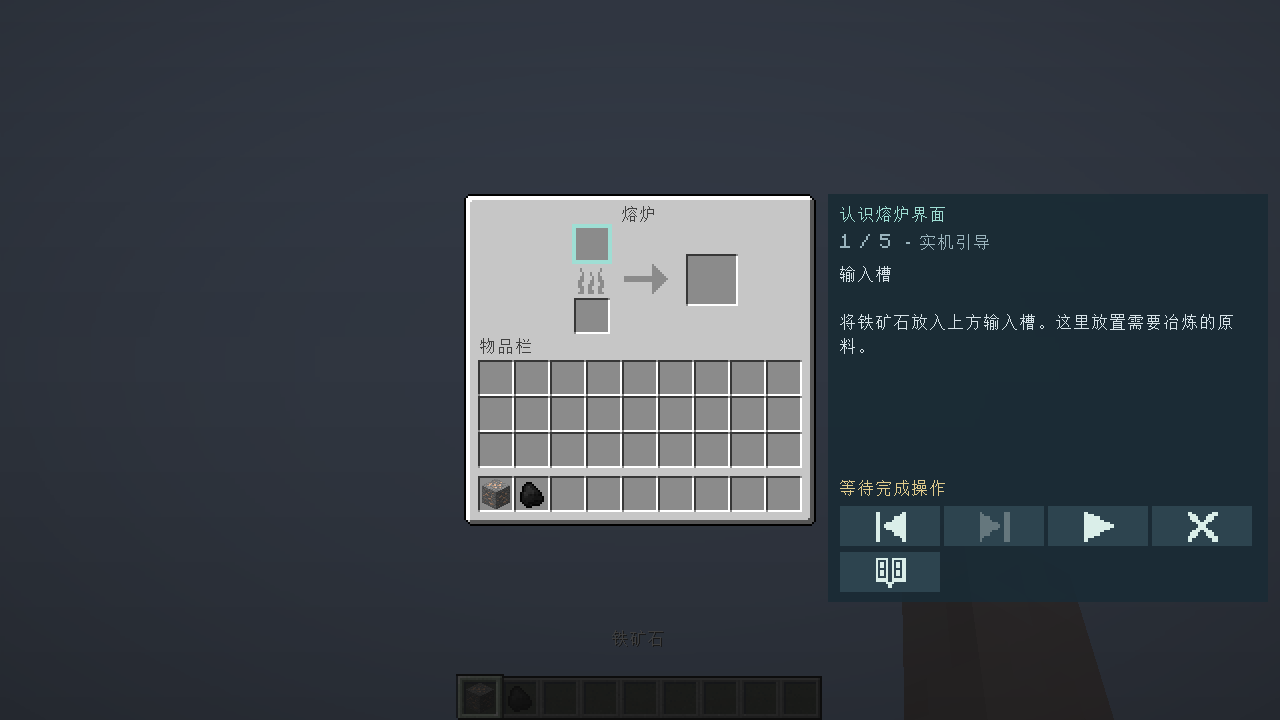 熔炉
物品栏
认识熔炉界面
1 / 5 - 实机引导
输入槽
将铁矿石放入上方输入槽。这里放置需要冶炼的原
料。
等待完成操作
铁矿石